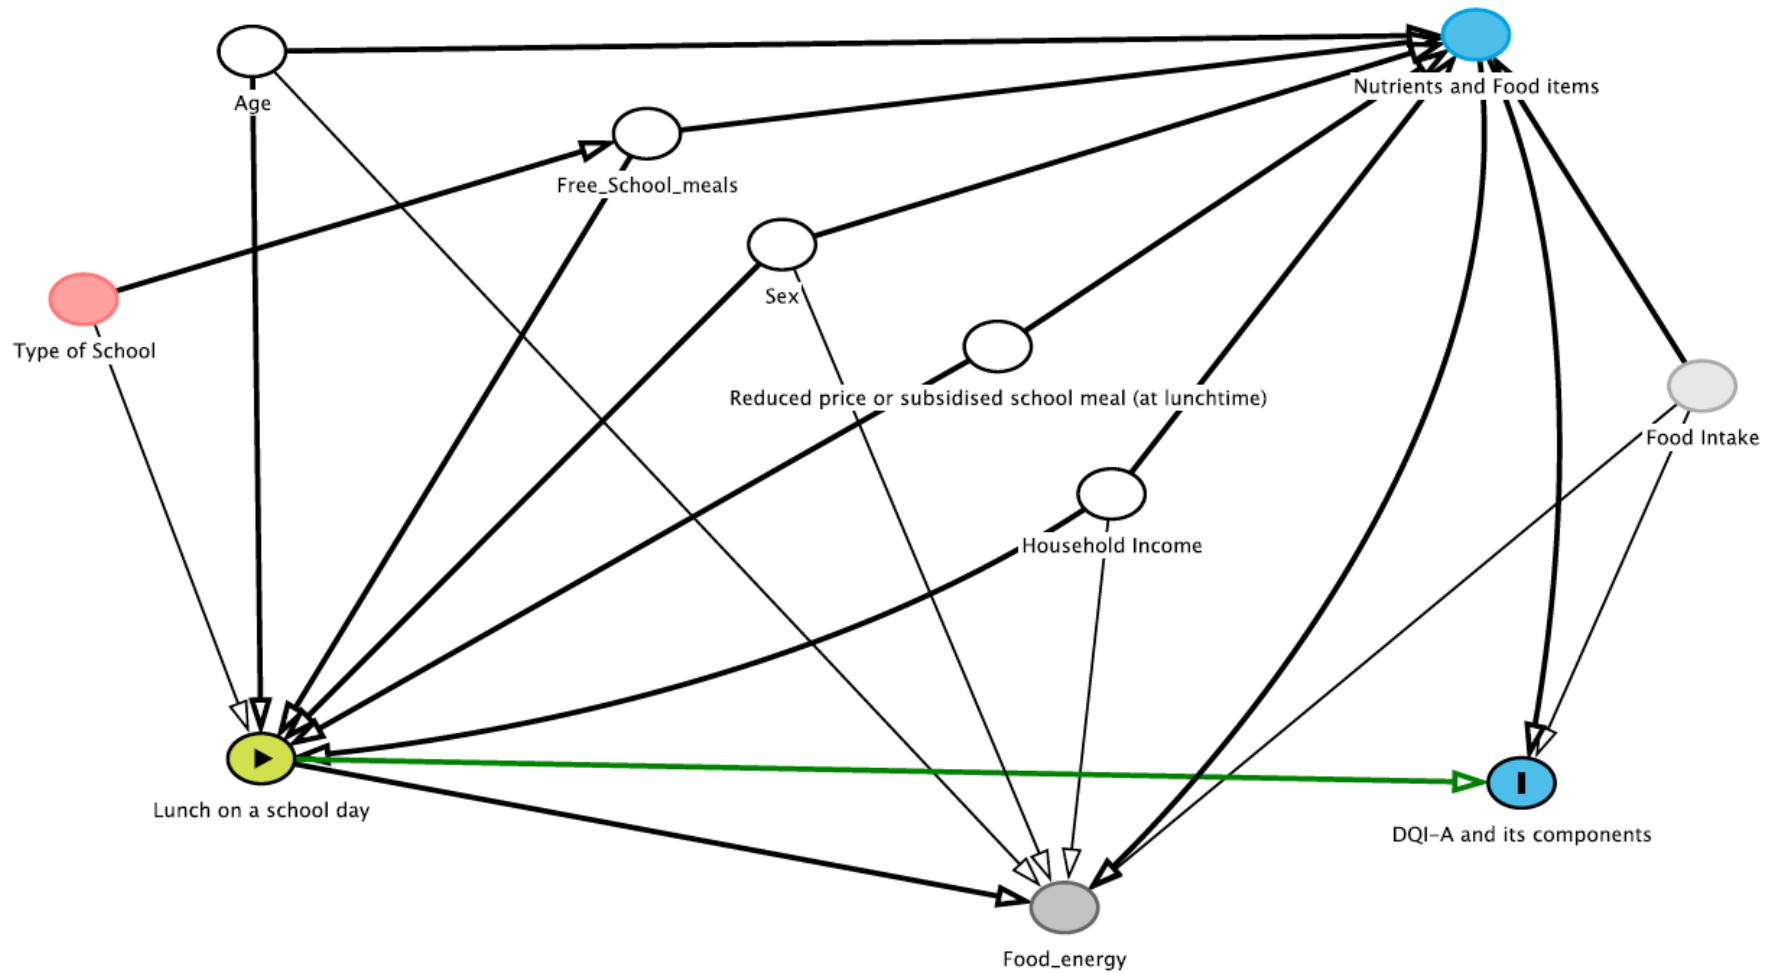 Nutrients and Food items
Age
Free_School_meals
Sex
Type of School
Reduced price or subsidised school meal (at lunchtime)
Food Intake
Household Income
Lunch on a school day
DQI-A and its components
Food_energy